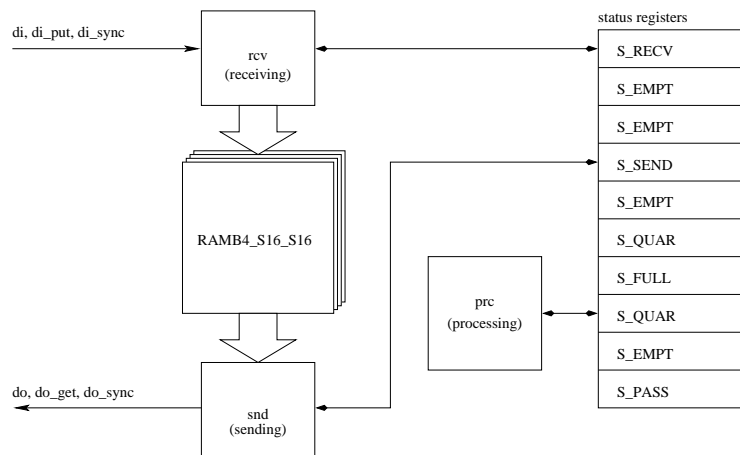 status registers
di, di_put, di_sync
rcv
(receiving)
S_RECV
S_EMPT
S_EMPT
S_SEND
S_EMPT
S_QUAR
S_FULL
S_QUAR
S_EMPT
S_PASS
RAMB4_S16_S16
prc
(processing)
do, do_get, do_sync
snd
(sending)